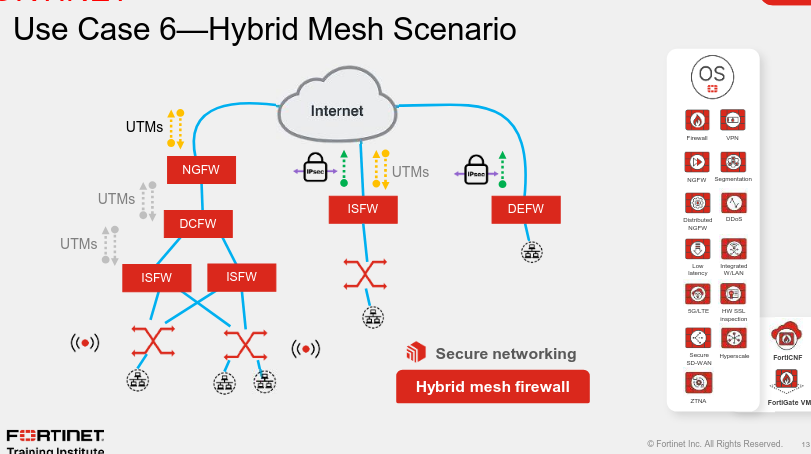 Use Case 6—Hybrid Mesh Scenario
Internet
UTMs
NGFW
UTMs
DCFW
UTMs
ISFW
ISFW
IPsec
UTMs
ISFW
IPsec
DEFW
Secure networking
Hybrid mesh firewall
OS
Firewall
VPN
NGFW
Segmentation
Distributed
NGFW
DDoS
Low
latency
Integrated
W/LAN
5G/LTE
HW SSL
inspection
Secure
SD-WAN
Hyperscale
ZTNA
FortiCNF
FortiGate VM
FORTINET
Training Institute
© Fortinet Inc. All Rights Reserved.
13